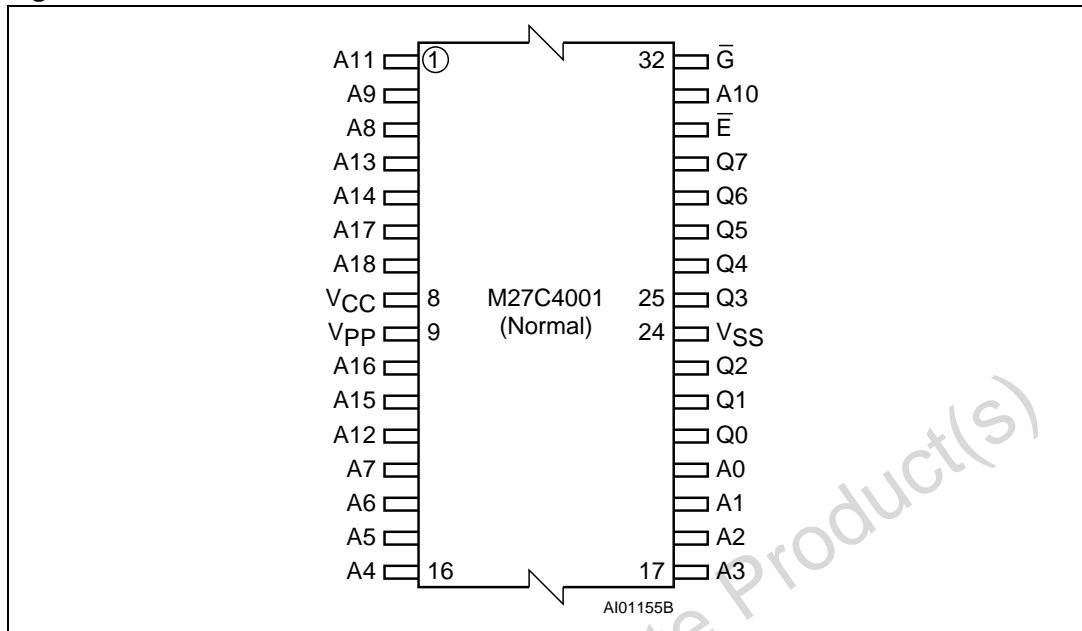 A11 1 32 G̅
A9 A10
A8 E̅
A13 Q7
A14 Q6
A17 Q5
A18 Q4
VCC 8 M27C4001 25 Q3
VPP 9 (Normal) 24 VSS
A16 Q2
A15 Q1
A12 Q0
A7 A0
A6 A1
A5 A2
A4 16 17 A3
AI01155B
Product(s)